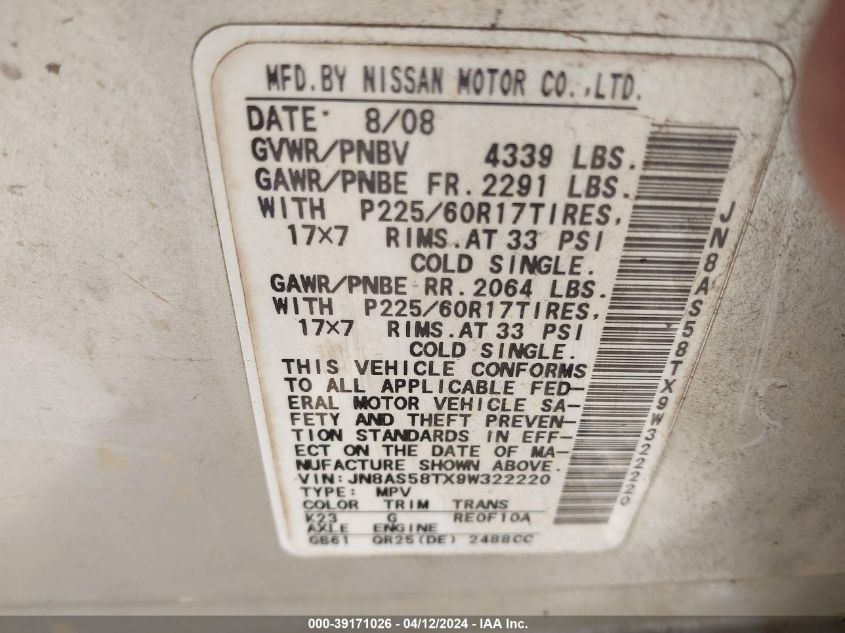 MFD.BY NISSAN MOTOR CO.,LTD.
DATE 8/08
GVWR/PNBV 4339 LBS.
GAWR/PNBE FR. 2291 LBS.
WITH P225/60R17TIRES,
17×7 RIMS.AT 33 PSI
COLD SINGLE.
GAWR/PNBE RR. 2064 LBS.
WITH P225/60R17TIRES,
17×7 RIMS.AT 33 PSI
COLD SINGLE.
THIS VEHICLE CONFORMS
TO ALL APPLICABLE FED-
ERAL MOTOR VEHICLE SA-
FETY AND THEFT PREVEN-
TION STANDARDS IN EFF-
ECT ON THE DATE OF MA-
NUFACTURE SHOWN ABOVE.
VIN: JN8AS58TX9W322220
TYPE: MPV
COLOR TRIM TRANS
K23 G RE0F10A
AXLE ENGINE
GB61 QR25(DE) 2488CC
JN8AS58TX9W322220
000-39171026 - 04/12/2024 - IAA Inc.